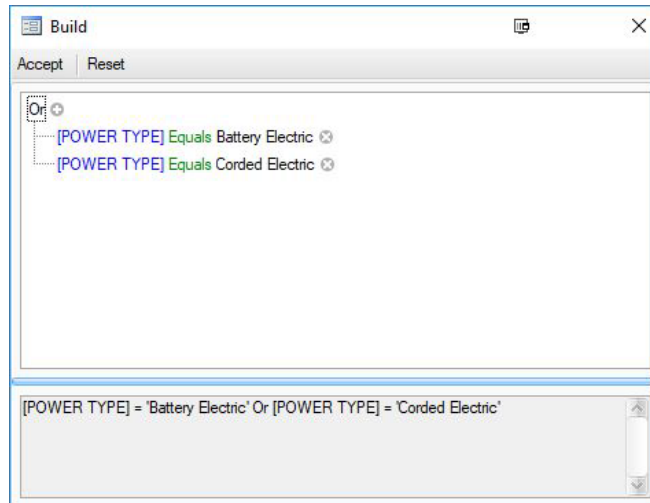 Build
Accept Reset
Or
[POWER TYPE] Equals Battery Electric
[POWER TYPE] Equals Corded Electric
[POWER TYPE] = 'Battery Electric' Or [POWER TYPE] = 'Corded Electric'